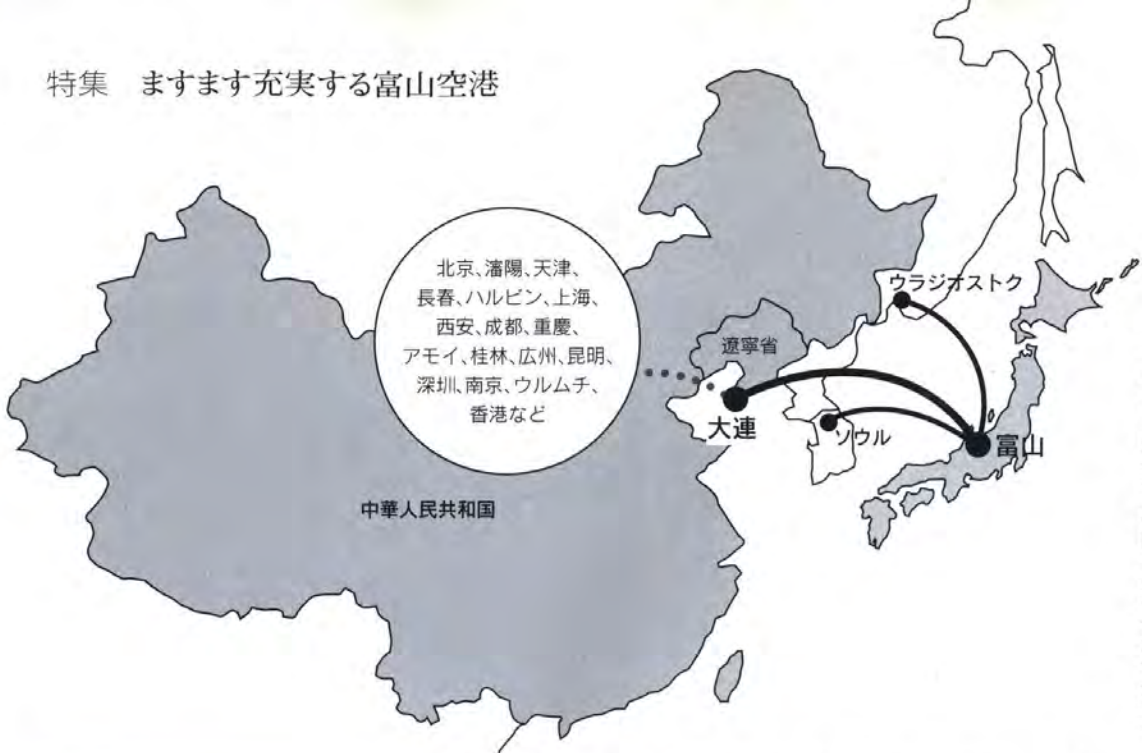 特集　ますます充実する富山空港
北京、瀋陽、天津、
長春、ハルビン、上海、
西安、成都、重慶、
アモイ、桂林、広州、昆明、
深圳、南京、ウルムチ、
香港など
ウラジオストク
遼寧省
大連
ソウル
富山
中華人民共和国